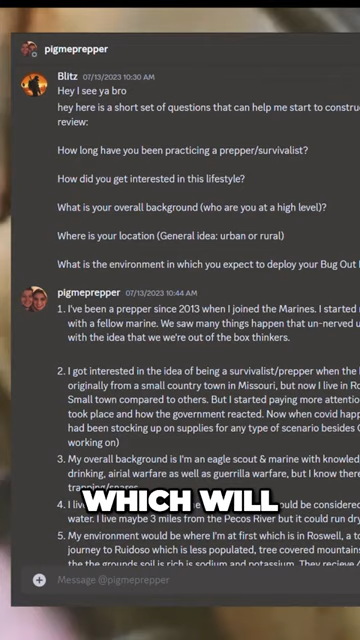 pigmeprepper
Blitz 07/13/2023 10:30 AM
Hey I see ya bro
hey here is a short set of questions that can help me start to constru
review:
How long have you been practicing a prepper/survivalist?
How did you get interested in this lifestyle?
What is your overall background (who are you at a high level)?
Where is your location (General idea: urban or rural)
What is the environment in which you expect to deploy your Bug Out
pigmeprepper 07/13/2023 10:44 AM
1. I've been a prepper since 2013 when I joined the Marines. I started
with a fellow marine. We saw many things happen that un-nerved u
with the idea that we we're out of the box thinkers.
2. I got interested in the idea of being a survivalist/prepper when the
originally from a small country town in Missouri, but now I live in Ro
Small town compared to others. But I started paying more attention
took place and how the government reacted. Now when covid happ
had been stocking up on supplies for any type of scenario besides
working on)
3. My overall background is I'm an eagle scout & marine with knowled
drinking, airial warfare as well as guerrilla warfare, but I know there
trapping/snares
WHICH WILL
4. I live ould be considere
water. I live maybe 3 miles from the Pecos River but it could run dry
5. My environment would be where I'm at first which is in Roswell, a to
journey to Ruidoso which is less populated, tree covered mountains
the the grounds soil is rich is sodium and potassium. They recieve
Message @pigmeprepper